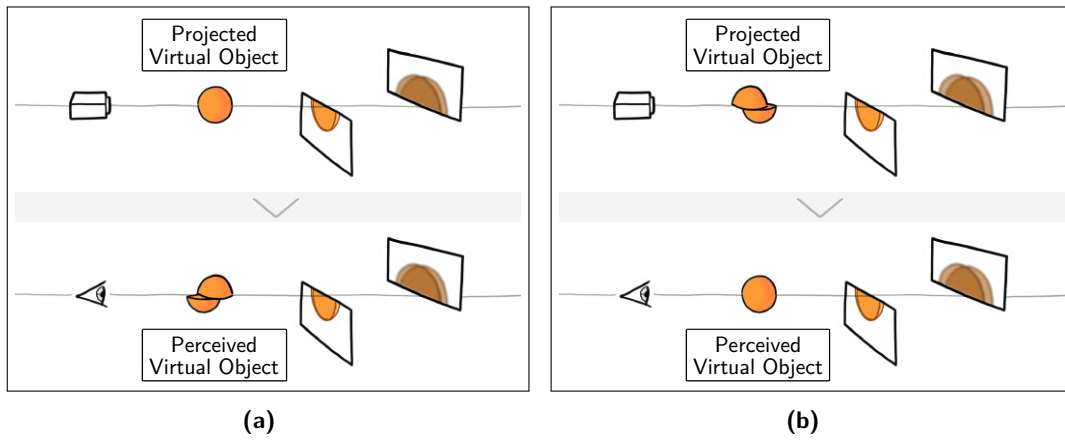 Projected
Virtual Object
Perceived
Virtual Object
(a)
Projected
Virtual Object
Perceived
Virtual Object
(b)